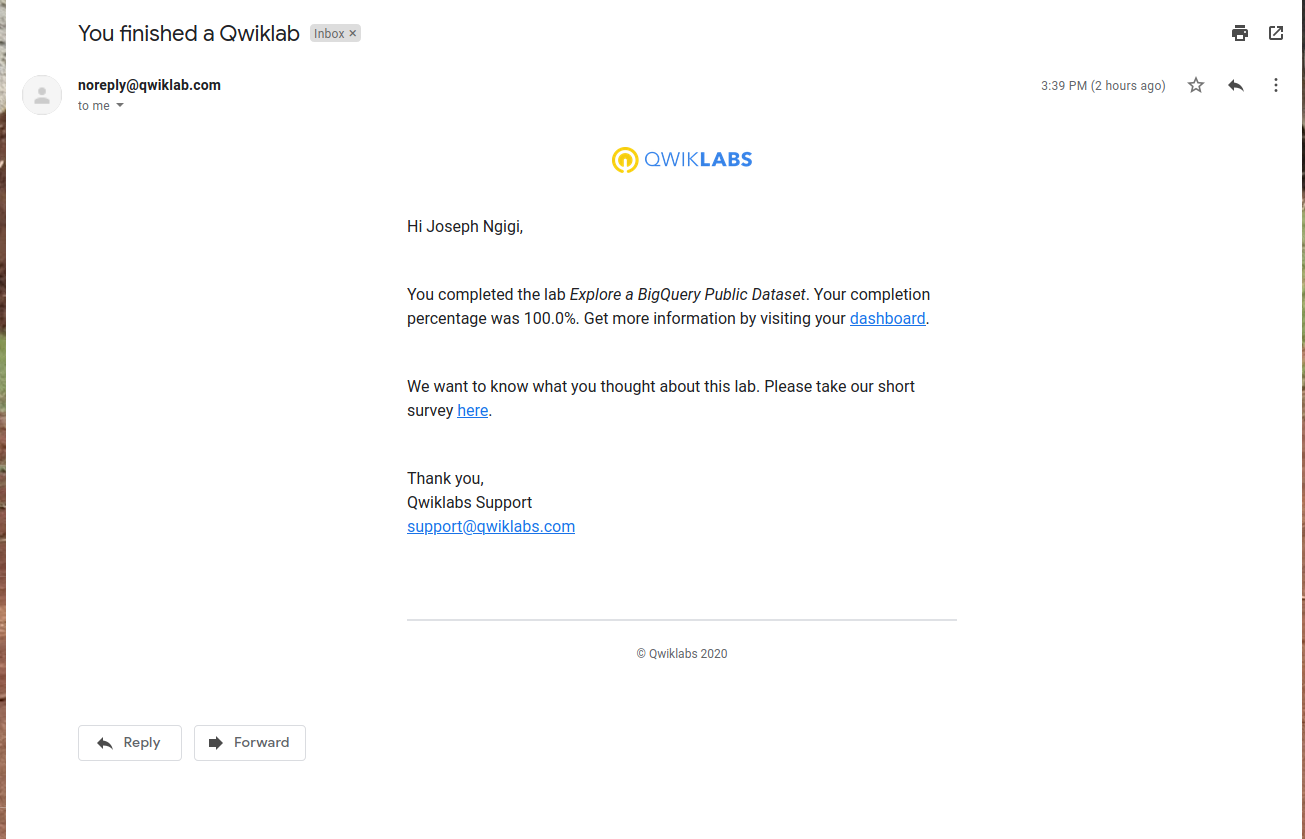 You finished a Qwiklab Inbox ×
noreply@qwiklab.com
3:39 PM (2 hours ago)
to me
QWIKLABS
Hi Joseph Ngigi,
You completed the lab Explore a BigQuery Public Dataset. Your completion
percentage was 100.0%. Get more information by visiting your dashboard.
We want to know what you thought about this lab. Please take our short
survey here.
Thank you,
Qwiklabs Support
support@qwiklabs.com
© Qwiklabs 2020
Reply Forward